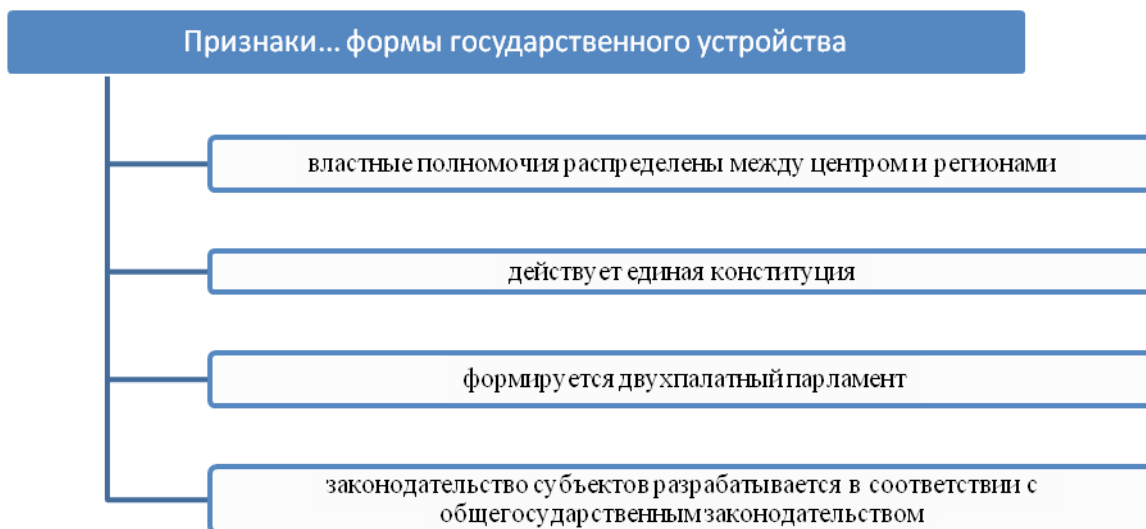 Признаки... формы государственного устройства
властные полномочия распределены между центром и регионами
действует единая конституция
формируется двухпалатный парламент
законодательство субъектов разрабатывается в соответствии с
общегосударственным законодательством